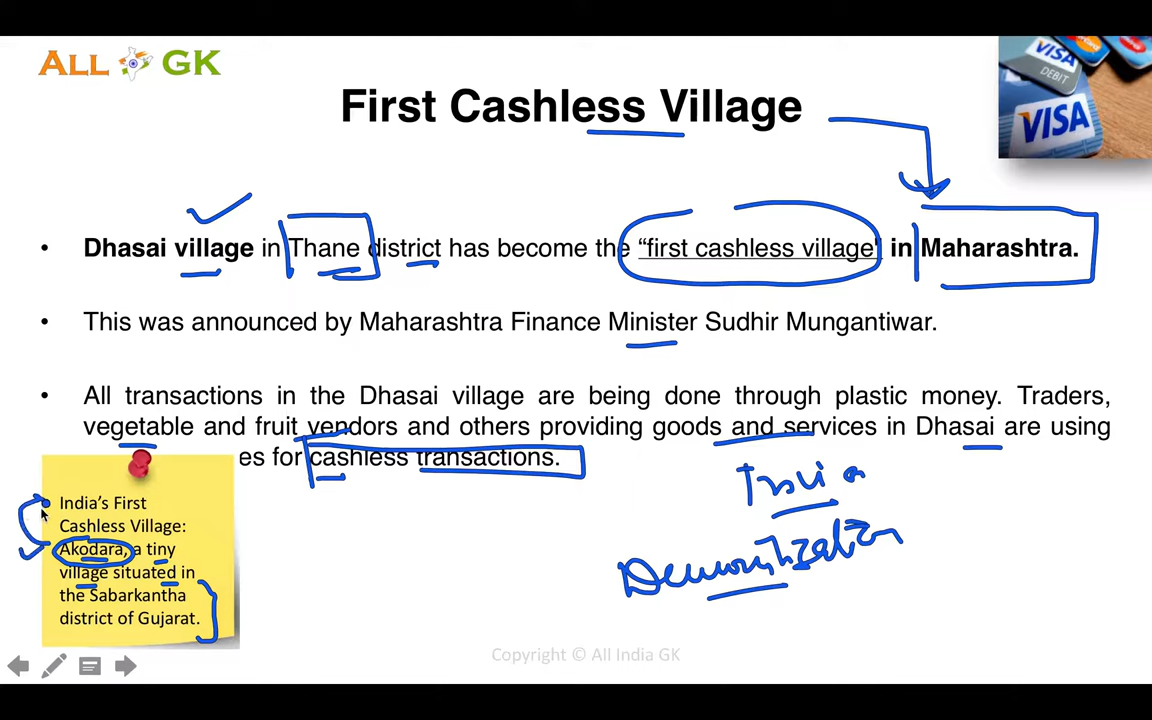 ALL GK
First Cashless Village
VISA
DEBIT
VISA
• Dhasai village in Thane district has become the “first cashless village” in Maharashtra.
• This was announced by Maharashtra Finance Minister Sudhir Mungantiwar.
• All transactions in the Dhasai village are being done through plastic money. Traders,
vegetable and fruit vendors and others providing goods and services in Dhasai are using
es for cashless transactions.
India
Demonitization
India’s First
Cashless Village:
Akodara, a tiny
village situated in
the Sabarkantha
district of Gujarat.
Copyright © All India GK